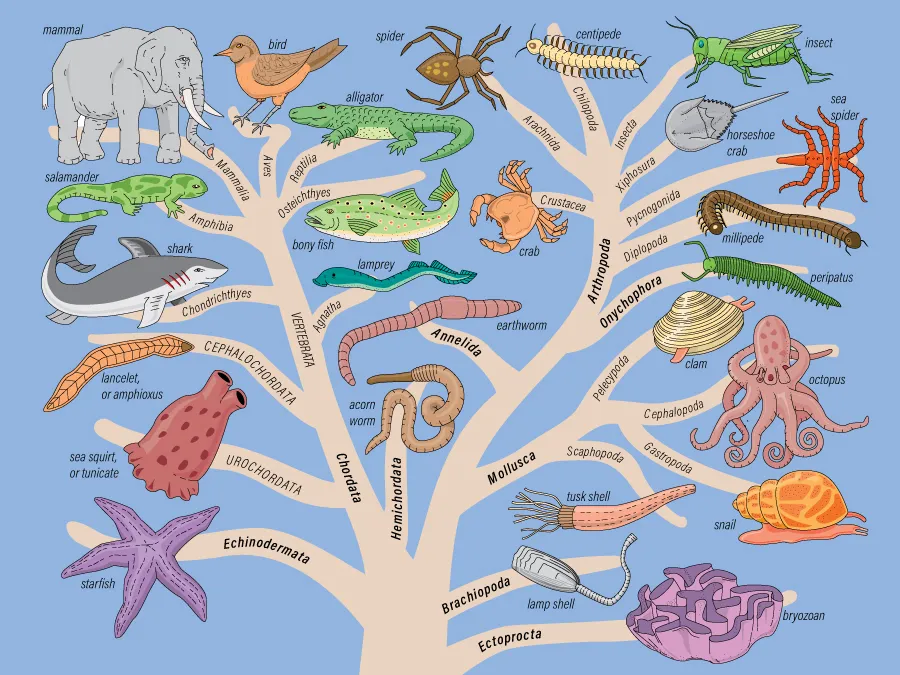 mammal
bird
spider
centipede
insect
alligator
horseshoe
crab
sea
spider
Mammalia
Aves
Reptilia
Arachnida
Chilopoda
Insecta
Xiphosura
salamander
Amphibia
Osteichthyes
bony fish
Crustacea
crab
Pycnogonida
Diplopoda
millipede
shark
Chondrichthyes
lamprey
Agnatha
VERTEBRATA
Arthropoda
Onychophora
peripatus
earthworm
Annelida
CEPHALOCHORDATA
lancelet,
or amphioxus
clam
Pelecypoda
octopus
Cephalopoda
acorn
worm
sea squirt,
or tunicate
UROCHORDATA
Chordata
Hemichordata
Mollusca
Scaphopoda
Gastropoda
tusk shell
snail
starfish
Echinodermata
Brachiopoda
lamp shell
Ectoprocta
bryozoan